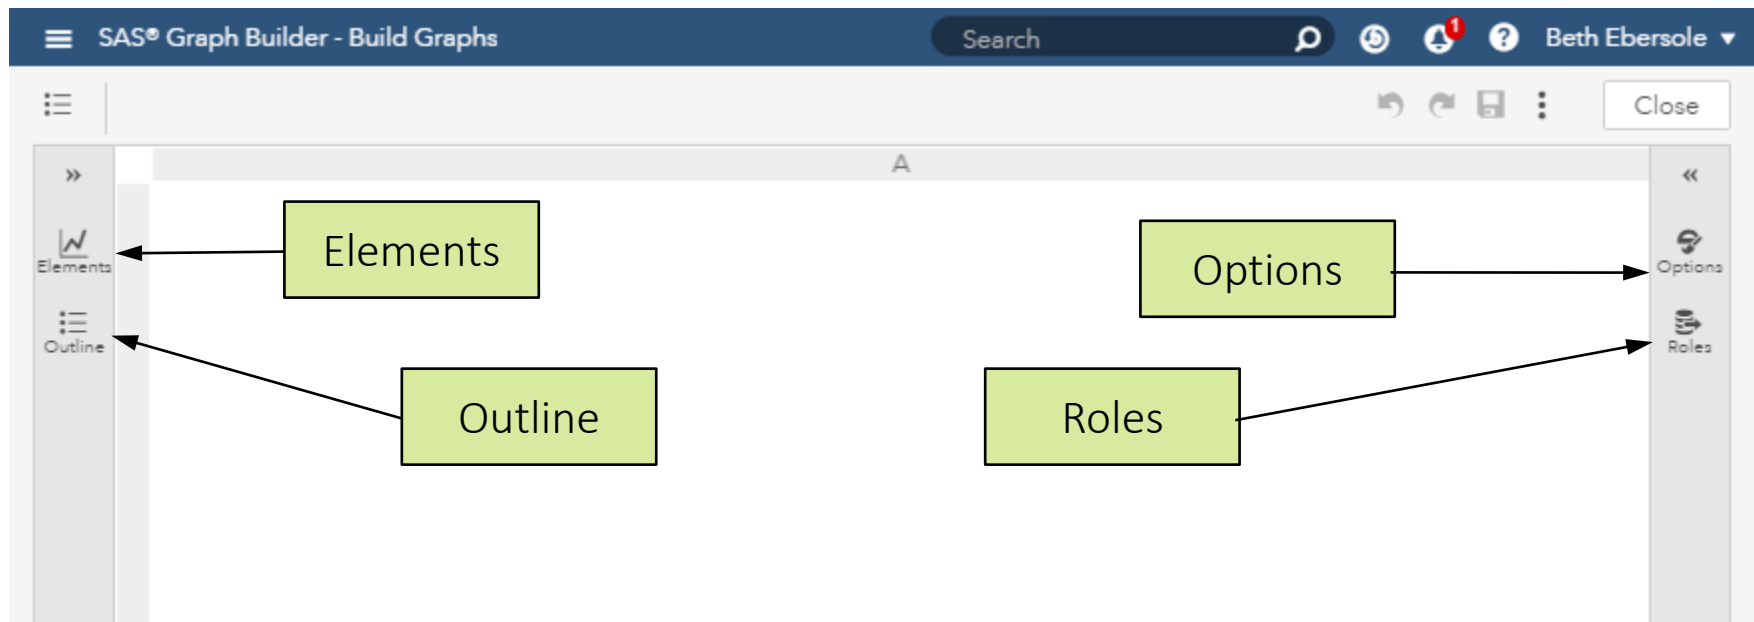 SAS® Graph Builder - Build Graphs
Search
1
Beth Ebersole
Close
A
Elements
Elements
Options
Options
Outline
Outline
Roles
Roles